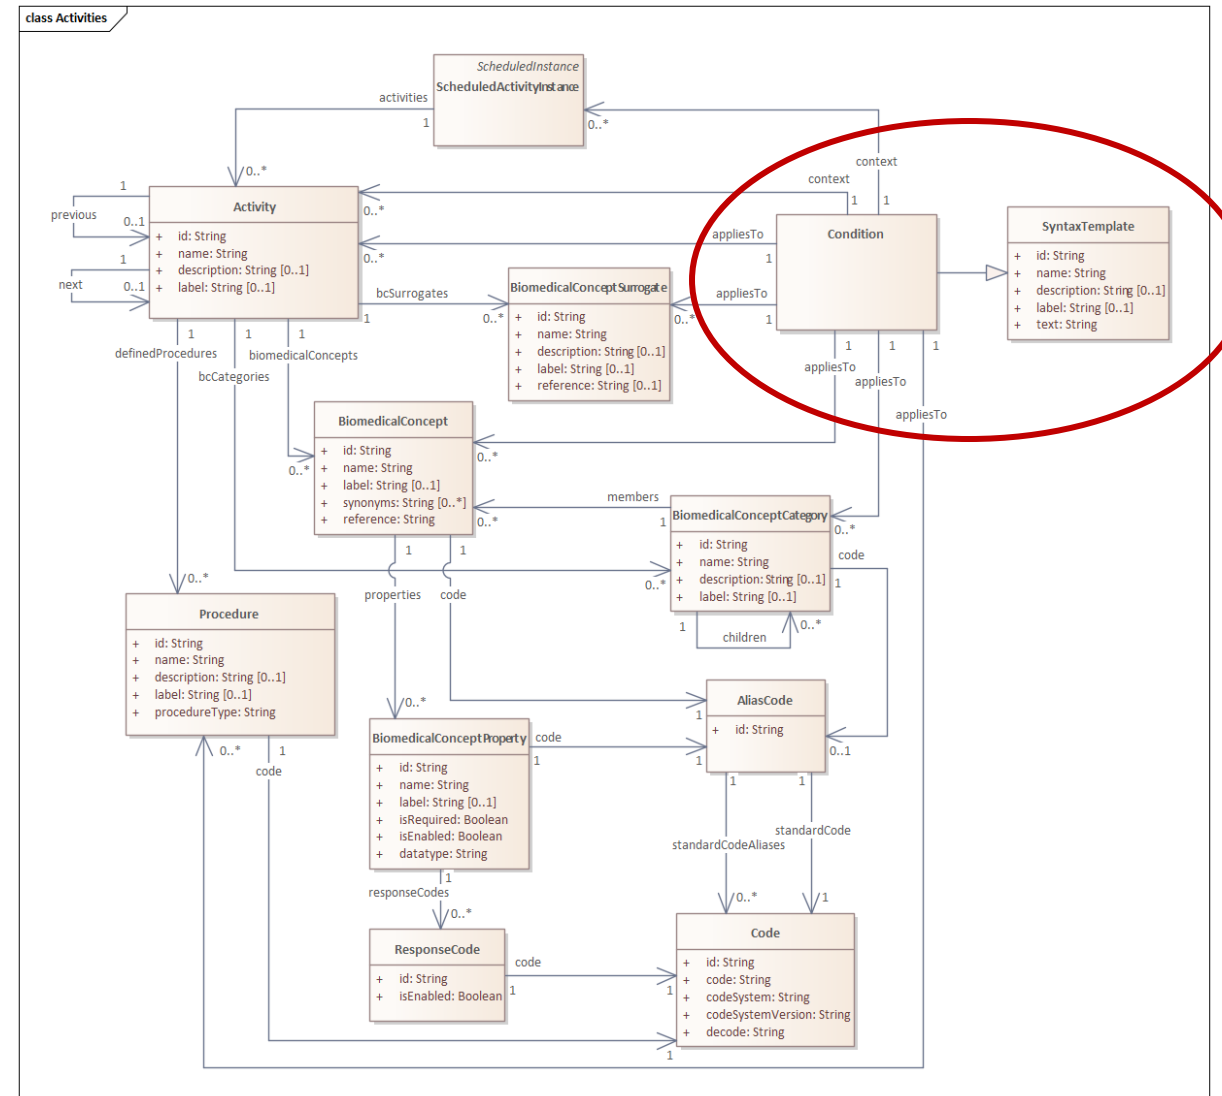 class Activities
ScheduledInstance
ScheduledActivityInstance
activities
1
0..*
context
context
1
1
0..*
1
previous
0..1
1
next
0..1
Activity
+ id: String
+ name: String
+ description: String [0..1]
+ label: String [0..1]
0..*
0..*
appliesTo
1
Condition
SyntaxTemplate
+ id: String
+ name: String
+ description: String [0..1]
+ label: String [0..1]
+ text: String
bcSurrogates
1
0..*
BiomedicalConceptSurrogate
+ id: String
+ name: String
+ description: String [0..1]
+ label: String [0..1]
+ reference: String [0..1]
appliesTo
0..*
1
1
1
1
definedProcedures
biomedicalConcepts
bcCategories
1
1
1
appliesTo
appliesTo
appliesTo
BiomedicalConcept
+ id: String
+ name: String
+ label: String [0..1]
+ synonyms: String [0..*]
+ reference: String
0..*
0..*
members
0..*
1
BiomedicalConceptCategory
+ id: String
+ name: String
+ description: String [0..1]
+ label: String [0..1]
0..*
code
1
0..*
1
children
0..*
1
1
properties
code
0..*
Procedure
+ id: String
+ name: String
+ description: String [0..1]
+ label: String [0..1]
+ procedureType: String
0..*
1
code
0..*
BiomedicalConceptProperty
+ id: String
+ name: String
+ label: String [0..1]
+ isRequired: Boolean
+ isEnabled: Boolean
+ datatype: String
code
1
1
1
AliasCode
+ id: String
0..1
1
1
standardCode
standardCodeAliases
0..*
1
1
responseCodes
0..*
ResponseCode
+ id: String
+ isEnabled: Boolean
code
1
1
Code
+ id: String
+ code: String
+ codeSystem: String
+ codeSystemVersion: String
+ decode: String
1